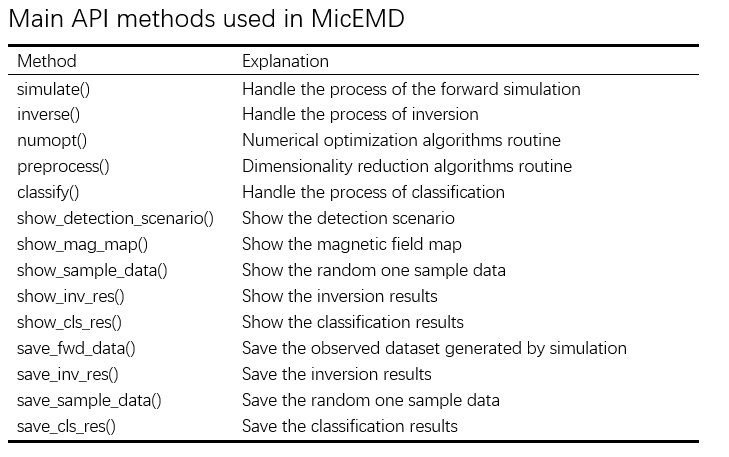 Main API methods used in MicEMD
Method Explanation
simulate() Handle the process of the forward simulation
inverse() Handle the process of inversion
numopt() Numerical optimization algorithms routine
preprocess() Dimensionality reduction algorithms routine
classify() Handle the process of classification
show_detection_scenario() Show the detection scenario
show_mag_map() Show the magnetic field map
show_sample_data() Show the random one sample data
show_inv_res() Show the inversion results
show_cls_res() Show the classification results
save_fwd_data() Save the observed dataset generated by simulation
save_inv_res() Save the inversion results
save_sample_data() Save the random one sample data
save_cls_res() Save the classification results